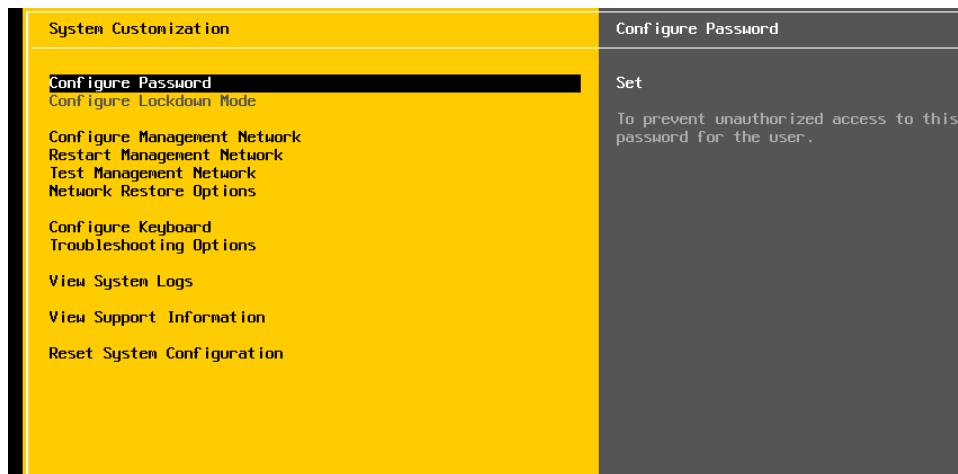 System Customization
Configure Password
Configure Password
Configure Lockdown Mode
Configure Management Network
Restart Management Network
Test Management Network
Network Restore Options
Configure Keyboard
Troubleshooting Options
View System Logs
View Support Information
Reset System Configuration
Set
To prevent unauthorized access to this
password for the user.